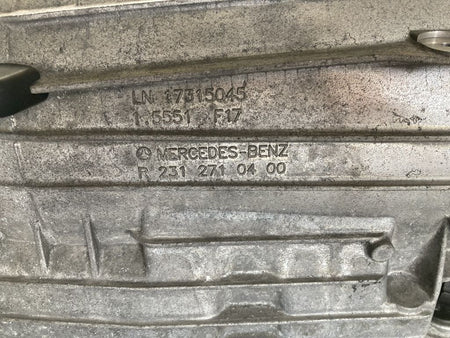 LN 17315045
1.5551 F17
MERCEDES-BENZ
R 231 271 04 00